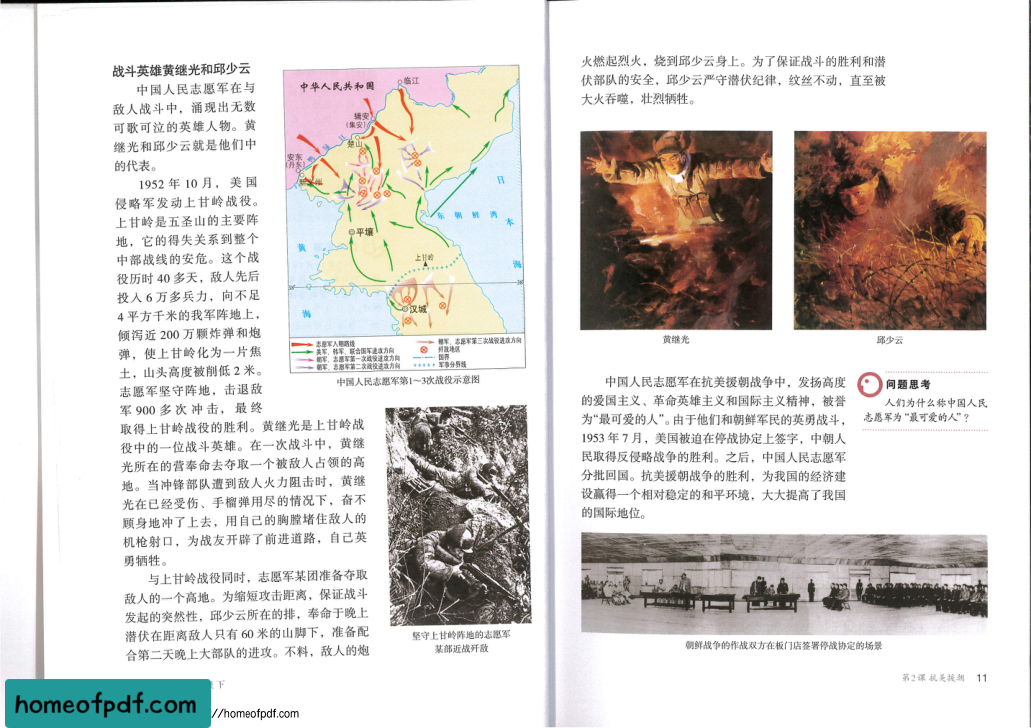 战斗英雄黄继光和邱少云
中国人民志愿军在与
敌人战斗中，涌现出无数
可歌可泣的英雄人物。黄
继光和邱少云就是他们中
的代表。
1952 年 10 月，美国
侵略军发动上甘岭战役。
上甘岭是五圣山的主要阵
地，它的得失关系到整个
中部战线的安危。这个战
役历时 40 多天，敌人先后
投入 6 万多兵力，向不足
4 平方千米的我军阵地上，
倾泻近 200 万颗炸弹和炮
弹，使上甘岭化为一片焦
土，山头高度被削低 2 米。
志愿军坚守阵地，击退敌
军 900 多次冲击，最终
取得上甘岭战役的胜利。黄继光是上甘岭战
役中的一位战斗英雄。在一次战斗中，黄继
光所在的营奉命去夺取一个被敌人占领的高
地。当冲锋部队遭到敌人火力阻击时，黄继
光在已经受伤、手榴弹用尽的情况下，奋不
顾身地冲了上去，用自己的胸膛堵住敌人的
机枪射口，为战友开辟了前进道路，自己英
勇牺牲。
与上甘岭战役同时，志愿军某团准备夺取
敌人的一个高地。为缩短攻击距离，保证战斗
发起的突然性，邱少云所在的排，奉命于晚上
潜伏在距离敌人只有 60 米的山脚下，准备配
合第二天晚上大部队的进攻。不料，敌人的炮
中华人民共和国
临江
辑安
(集安)
楚山
安东
(丹东)
日
本
海
东朝鲜湾
平壤
黄
海
上甘岭
38°
38°
汉城
志愿军入朝路线
美军、韩军、联合国军进攻方向
朝军、志愿军第一次战役进攻方向
朝军、志愿军第二次战役进攻方向
朝军、志愿军第三次战役进攻方向
歼敌地区
国界
军事分界线
中国人民志愿军第1～3次战役示意图
坚守上甘岭阵地的志愿军
某部近战歼敌
下
homeofpdf.com
//homeofpdf.com
火燃起烈火，烧到邱少云身上。为了保证战斗的胜利和潜
伏部队的安全，邱少云严守潜伏纪律，纹丝不动，直至被
大火吞噬，壮烈牺牲。
黄继光
邱少云
中国人民志愿军在抗美援朝战争中，发扬高度
的爱国主义、革命英雄主义和国际主义精神，被誉
为“最可爱的人”。由于他们和朝鲜军民的英勇战斗，
1953 年 7 月，美国被迫在停战协定上签字，中朝人
民取得反侵略战争的胜利。之后，中国人民志愿军
分批回国。抗美援朝战争的胜利，为我国的经济建
设赢得一个相对稳定的和平环境，大大提高了我国
的国际地位。
问题思考
人们为什么称中国人民
志愿军为“最可爱的人”？
朝鲜战争的作战双方在板门店签署停战协定的场景
第2课 抗美援朝 11